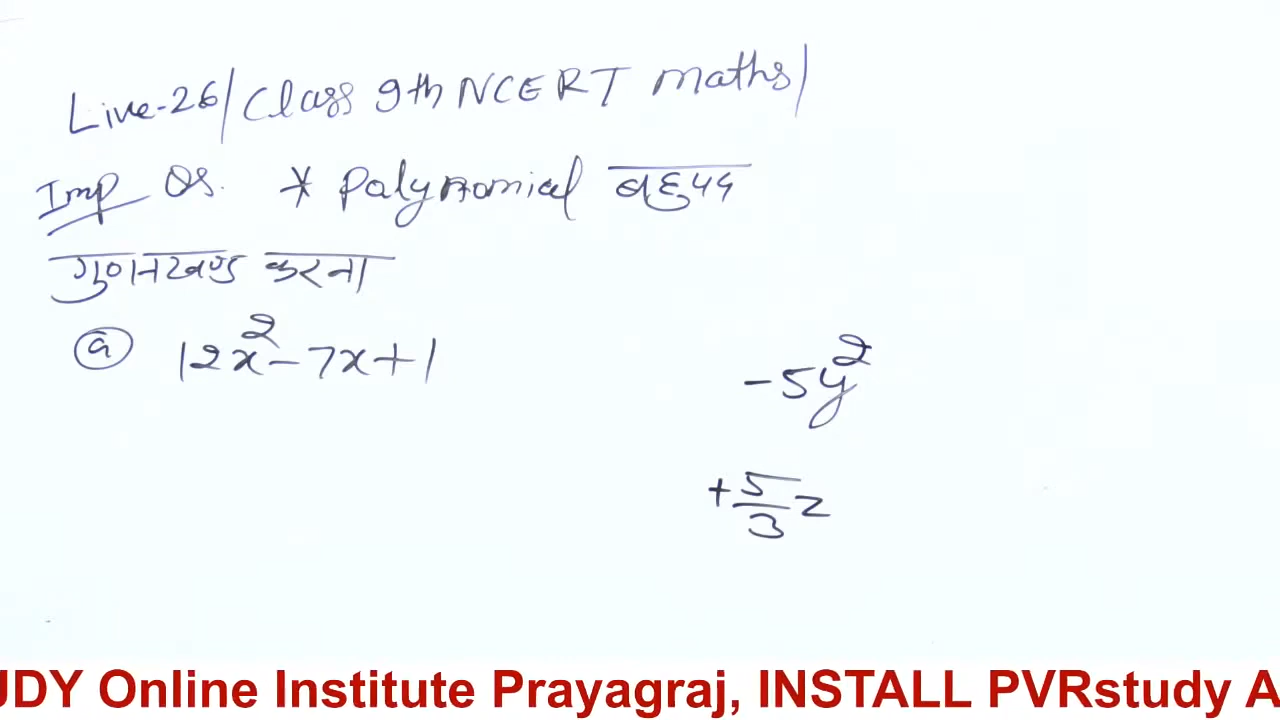 Live-26/Class 9th NCERT maths/
Imp Qs. * Polynomial बहुपद
गुणनखण्ड करना
(a) 12x² - 7x + 1
-5y²
+5/3 z
UDY Online Institute Prayagraj, INSTALL PVRstudy A